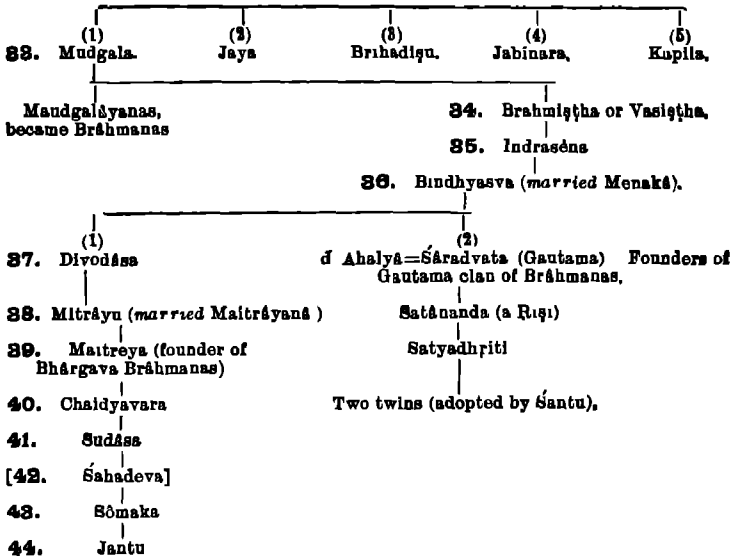 (1) (2) (3) (4) (5)
33. Mudgala. Jaya Brihadiṣu. Jabinara, Kapila,
Maudgalâyanas, 34. Brahmiṣṭha or Vasiṣṭha,
became Brâhmanas
35. Indrasêna
36. Bindhyasva (married Menakâ).
(1) (2)
37. Divodâsa d Ahalyâ=Śâradvata (Gautama) Founders of
Gautama clan of Brâhmanas,
38. Mitrâyu (married Maitrâyanâ ) Satânanda (a Rıṣı)
39. Maitreya (founder of Satyadhṛiti
Bhârgava Brâhmanas)
40. Chaidyavara Two twins (adopted by Śantu),
41. Sudâsa
[42. Śahadeva]
43. Sômaka
44. Jantu